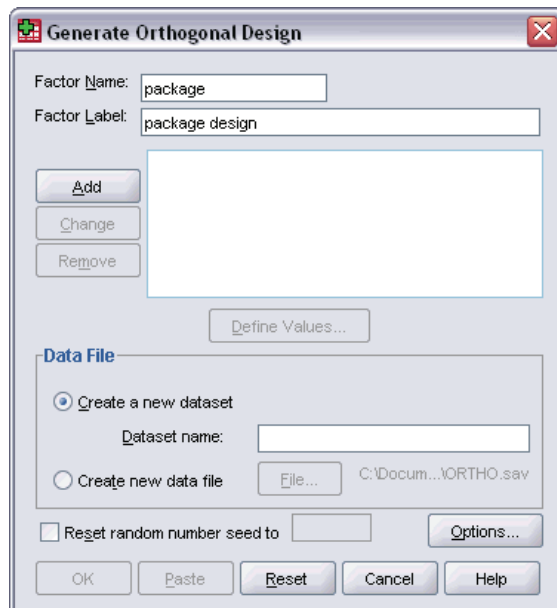 Generate Orthogonal Design
Factor Name: package
Factor Label: package design
Add
Change
Remove
Define Values...
Data File
Create a new dataset
Dataset name:
Create new data file File... C:\Docum...\ORTHO.sav
Reset random number seed to Options...
OK Paste Reset Cancel Help